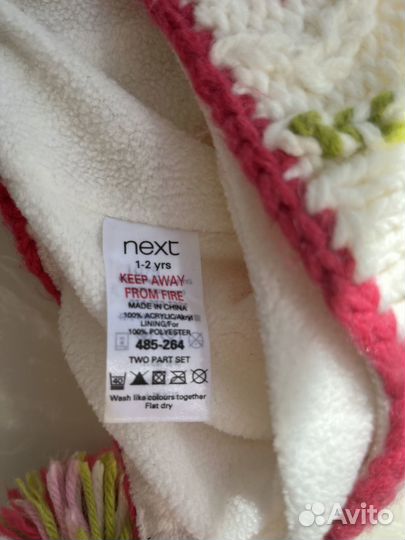 next
1-2 yrs
KEEP AWAY
FROM FIRE
MADE IN CHINA
100% ACRYLIC/Akryl
LINING/For
100% POLYESTER
485-264
TWO PART SET
40
Wash like colours together
Flat dry
Avito